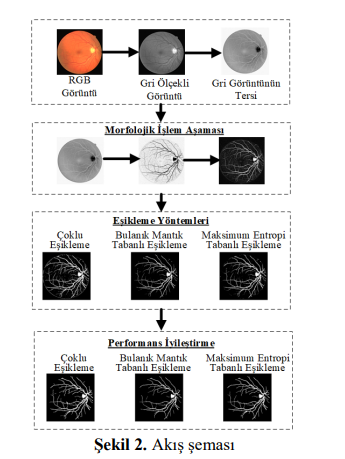 RGB
Görüntü
Gri Ölçekli
Görüntü
Gri Görüntünün
Tersi
Morfolojik İşlem Aşaması
Eşikleme Yöntemleri
Çoklu
Eşikleme
Bulanık Mantık
Tabanlı Eşikleme
Maksimum Entropi
Tabanlı Eşikleme
Performans İyileştirme
Çoklu
Eşikleme
Bulanık Mantık
Tabanlı Eşikleme
Maksimum Entropi
Tabanlı Eşikleme
Şekil 2. Akış şeması